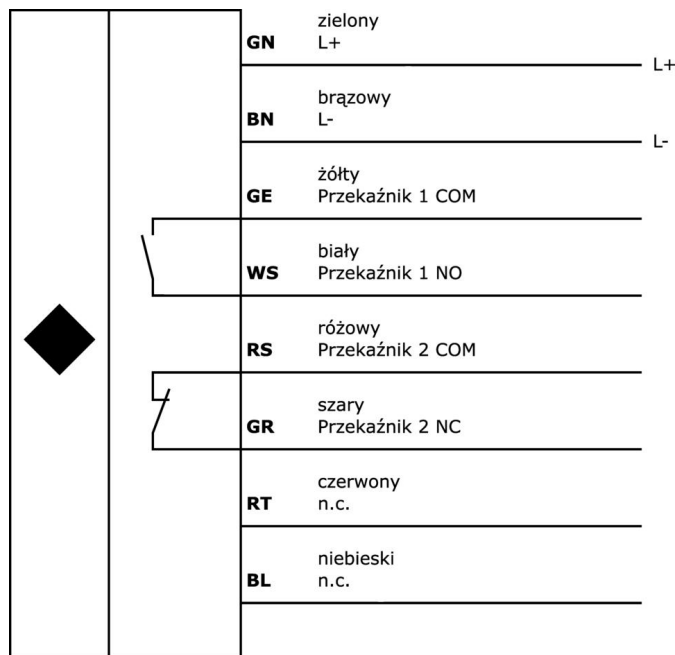 zielony
GN L+
L+
brązowy
BN L-
L-
żółty
GE Przekaźnik 1 COM
biały
WS Przekaźnik 1 NO
różowy
RS Przekaźnik 2 COM
szary
GR Przekaźnik 2 NC
czerwony
RT n.c.
niebieski
BL n.c.